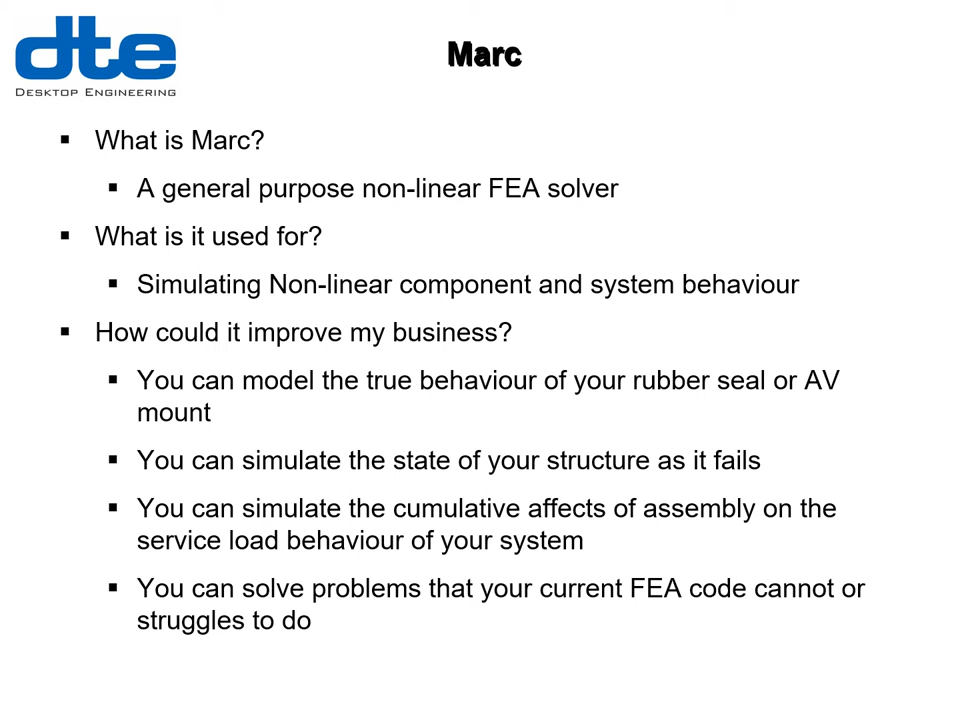 dte
DESKTOP ENGINEERING
Marc
▪ What is Marc?
▪ A general purpose non-linear FEA solver
▪ What is it used for?
▪ Simulating Non-linear component and system behaviour
▪ How could it improve my business?
▪ You can model the true behaviour of your rubber seal or AV
mount
▪ You can simulate the state of your structure as it fails
▪ You can simulate the cumulative affects of assembly on the
service load behaviour of your system
▪ You can solve problems that your current FEA code cannot or
struggles to do